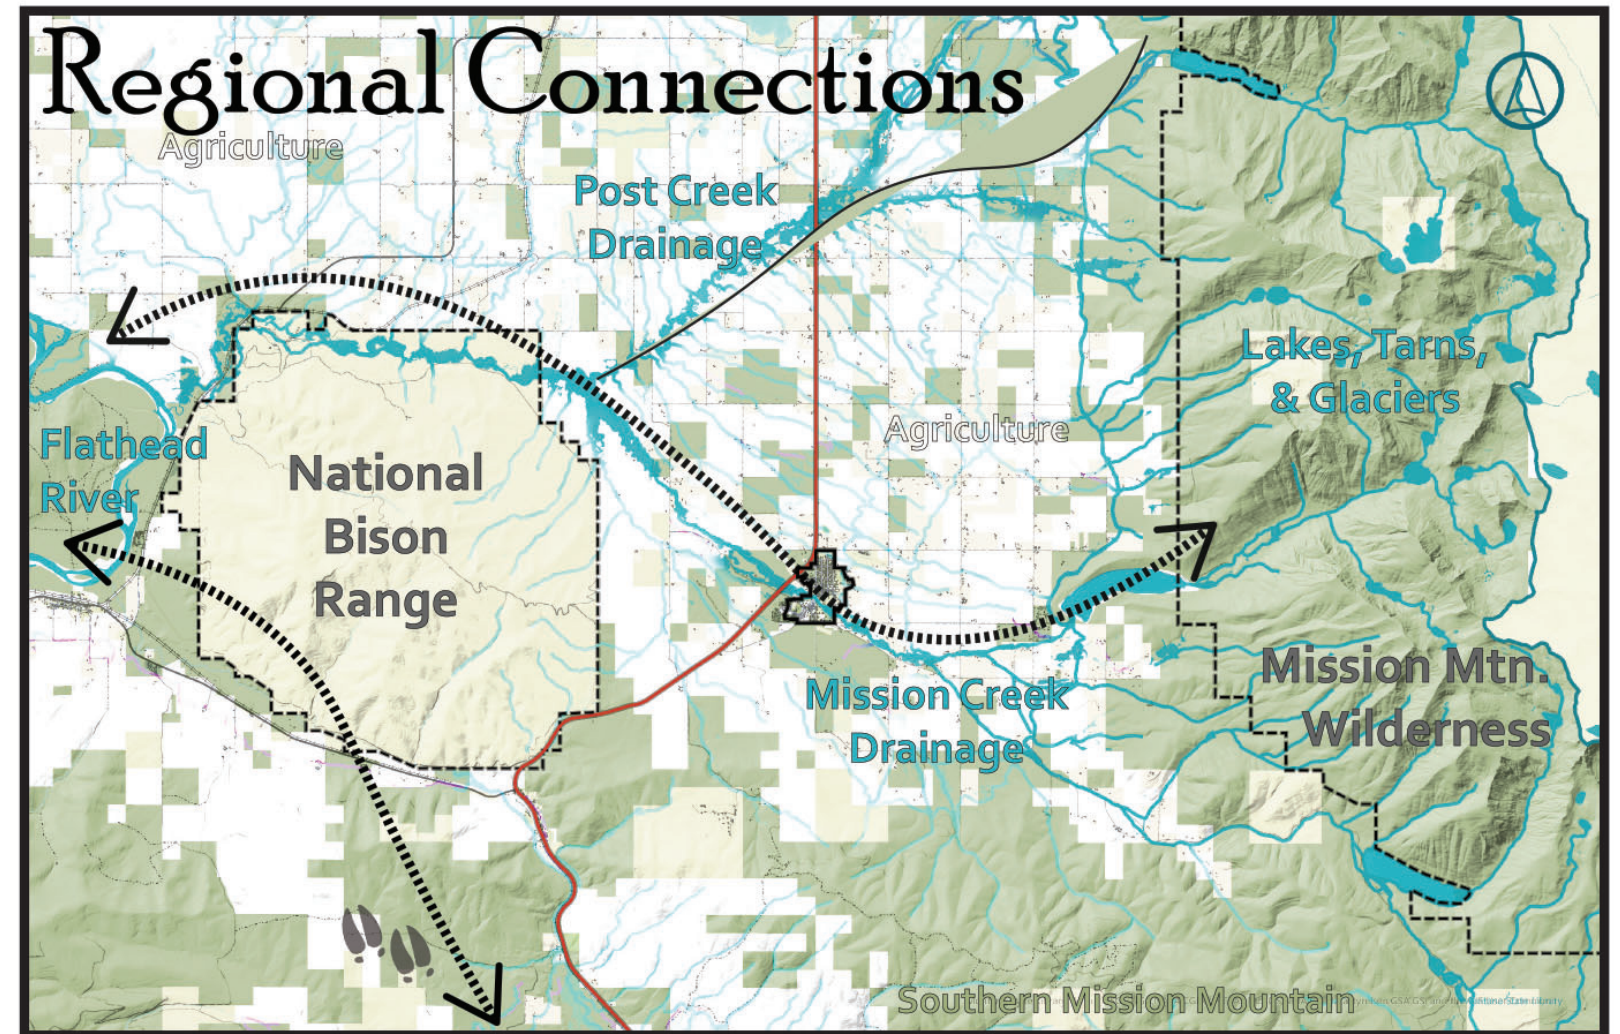 Regional Connections
Agriculture
Post Creek
Drainage
Lakes, Tarns,
& Glaciers
Agriculture
Flathead
River
National
Bison
Range
Mission Mtn.
Wilderness
Mission Creek
Drainage
Southern Mission Mountain